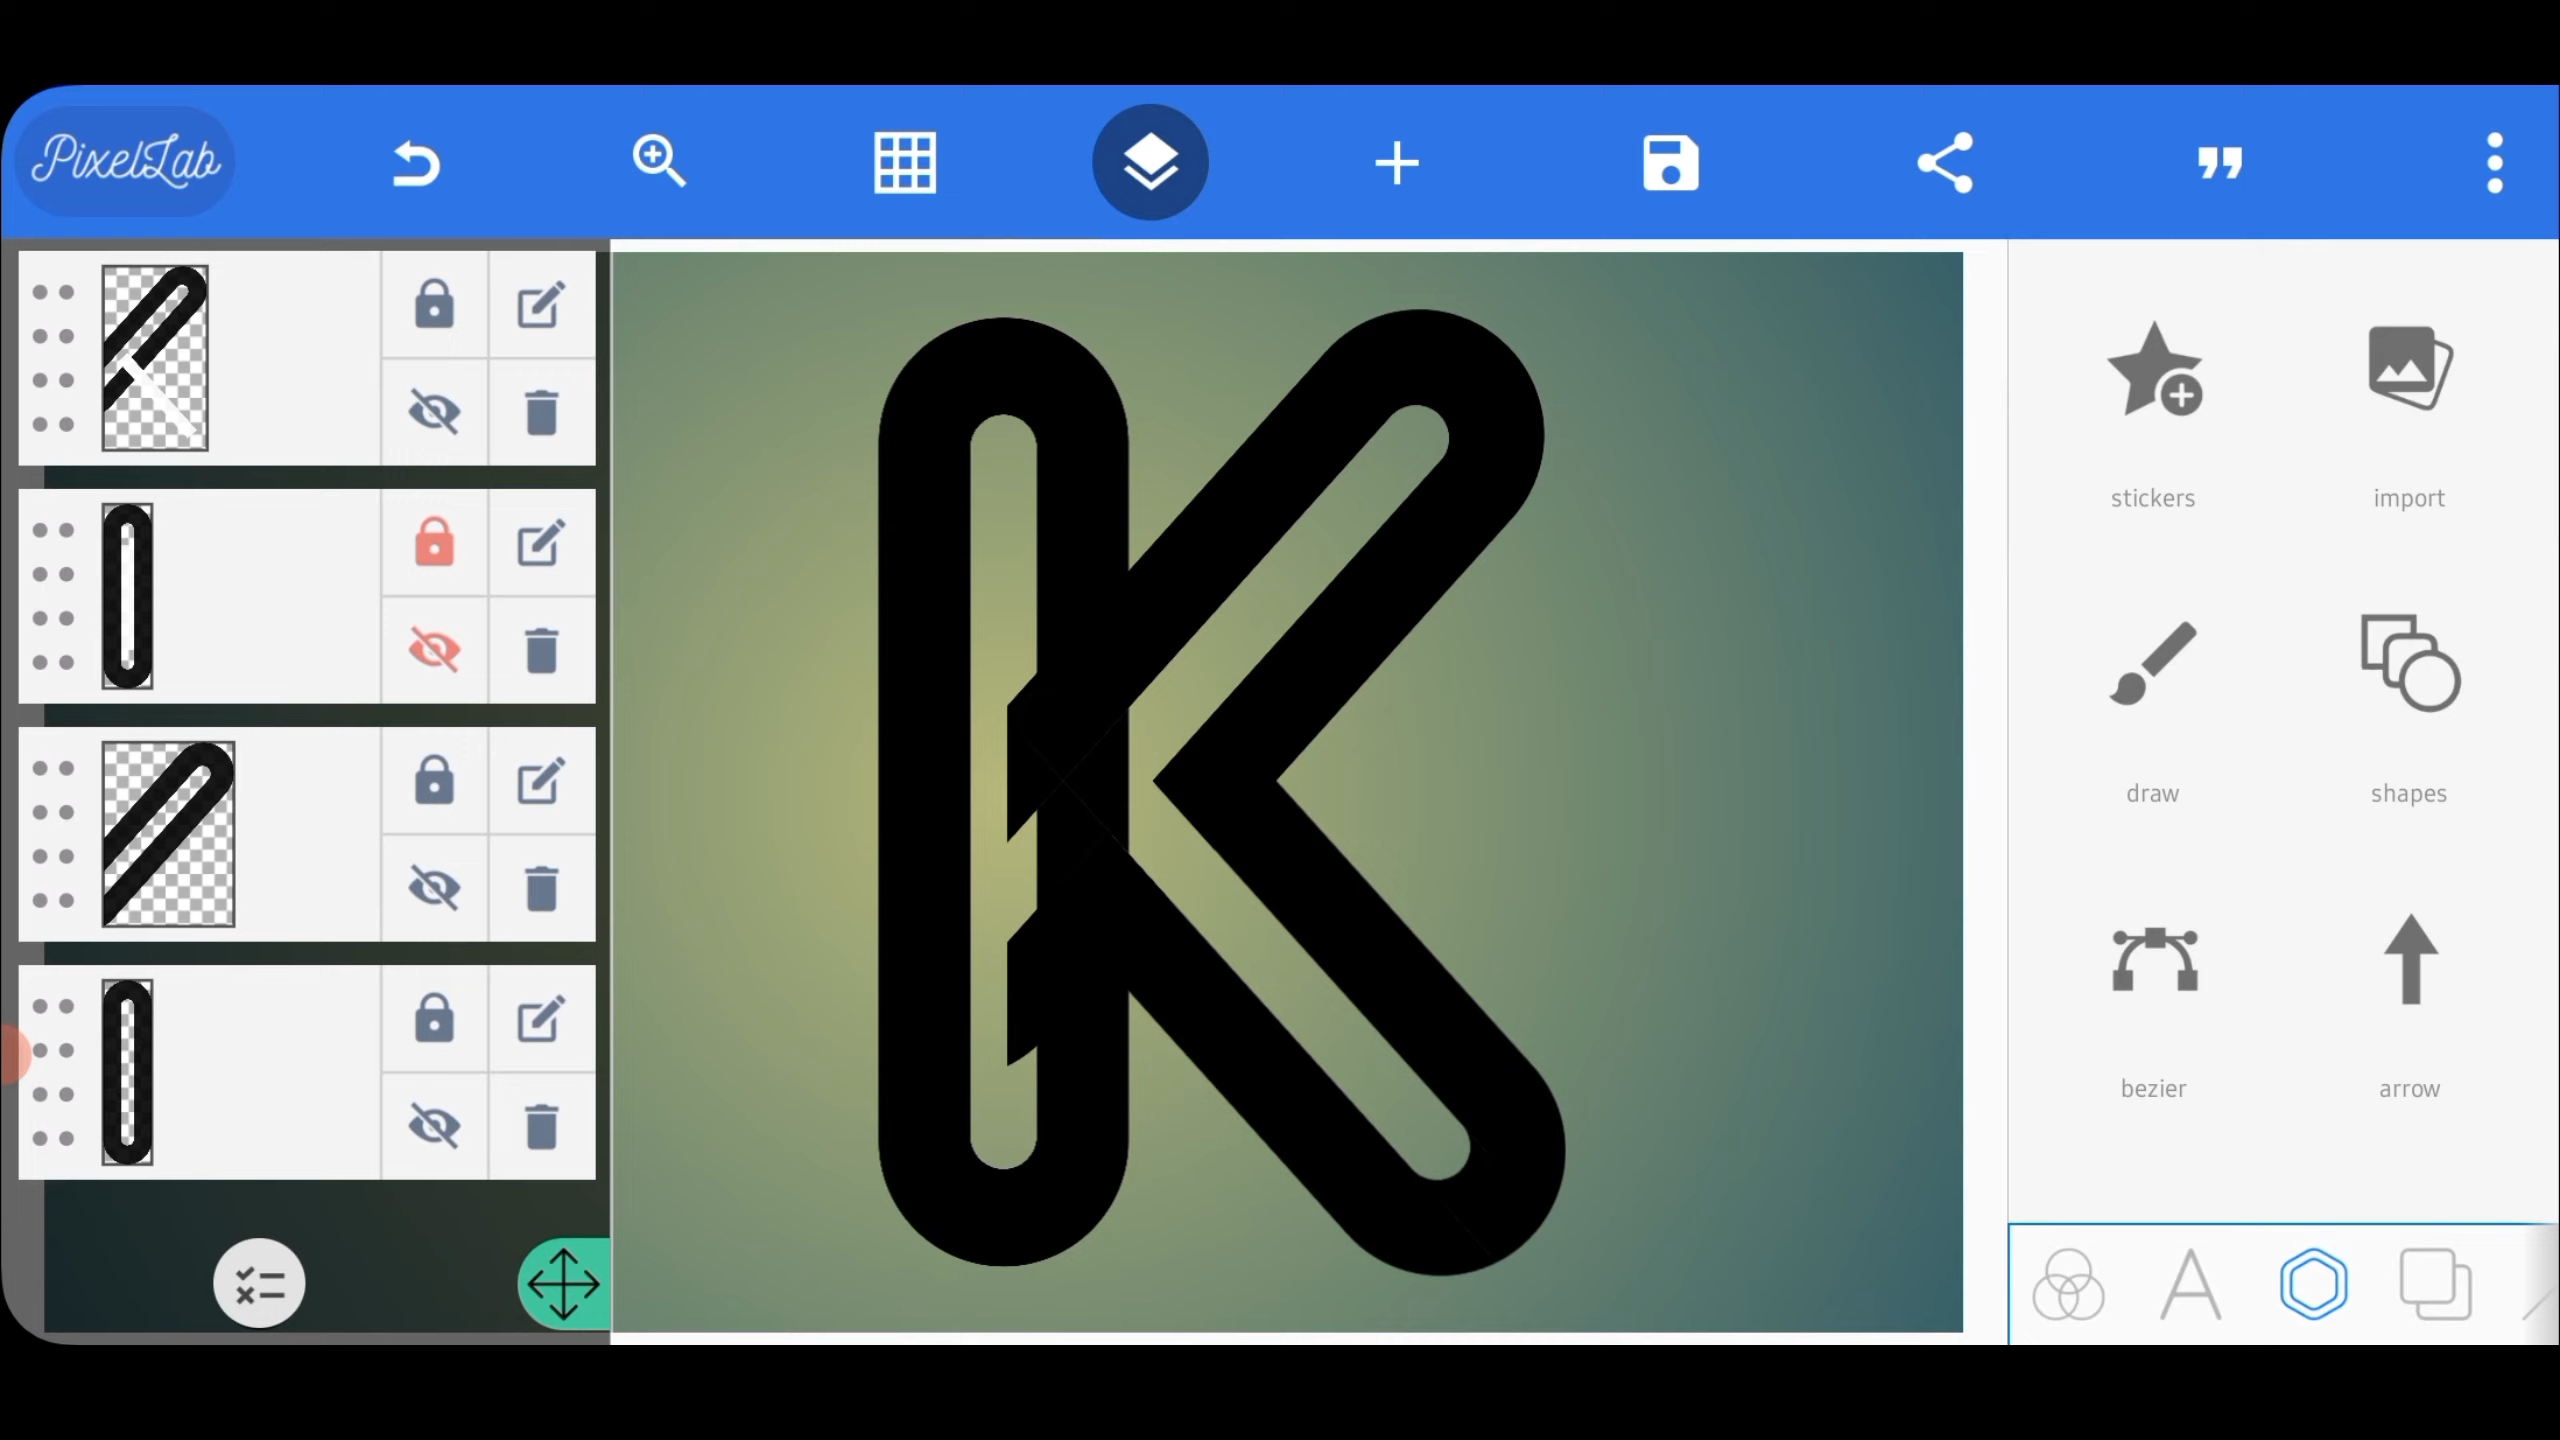 PixelLab
stickers
import
draw
shapes
bezier
arrow